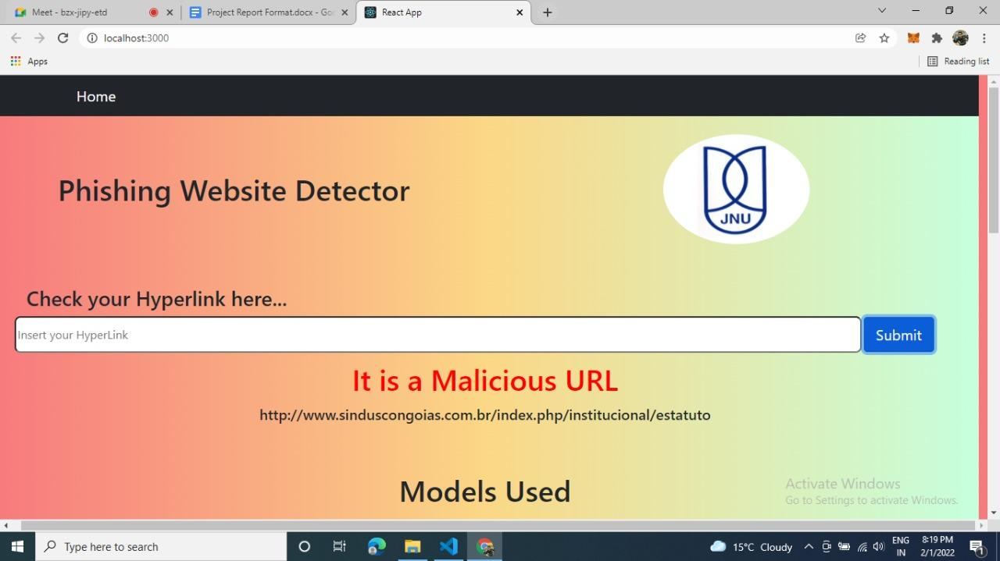 Meet - bzx-jipy-etd
Project Report Format.docx - Goo
React App
localhost:3000
Apps
Reading list
Home
Phishing Website Detector
JNU
Check your Hyperlink here...
Insert your HyperLink
Submit
It is a Malicious URL
http://www.sinduscongoias.com.br/index.php/institucional/estatuto
Models Used
Activate Windows
Go to Settings to activate Windows.
Type here to search
15°C Cloudy
ENG
IN
8:19 PM
2/1/2022
1